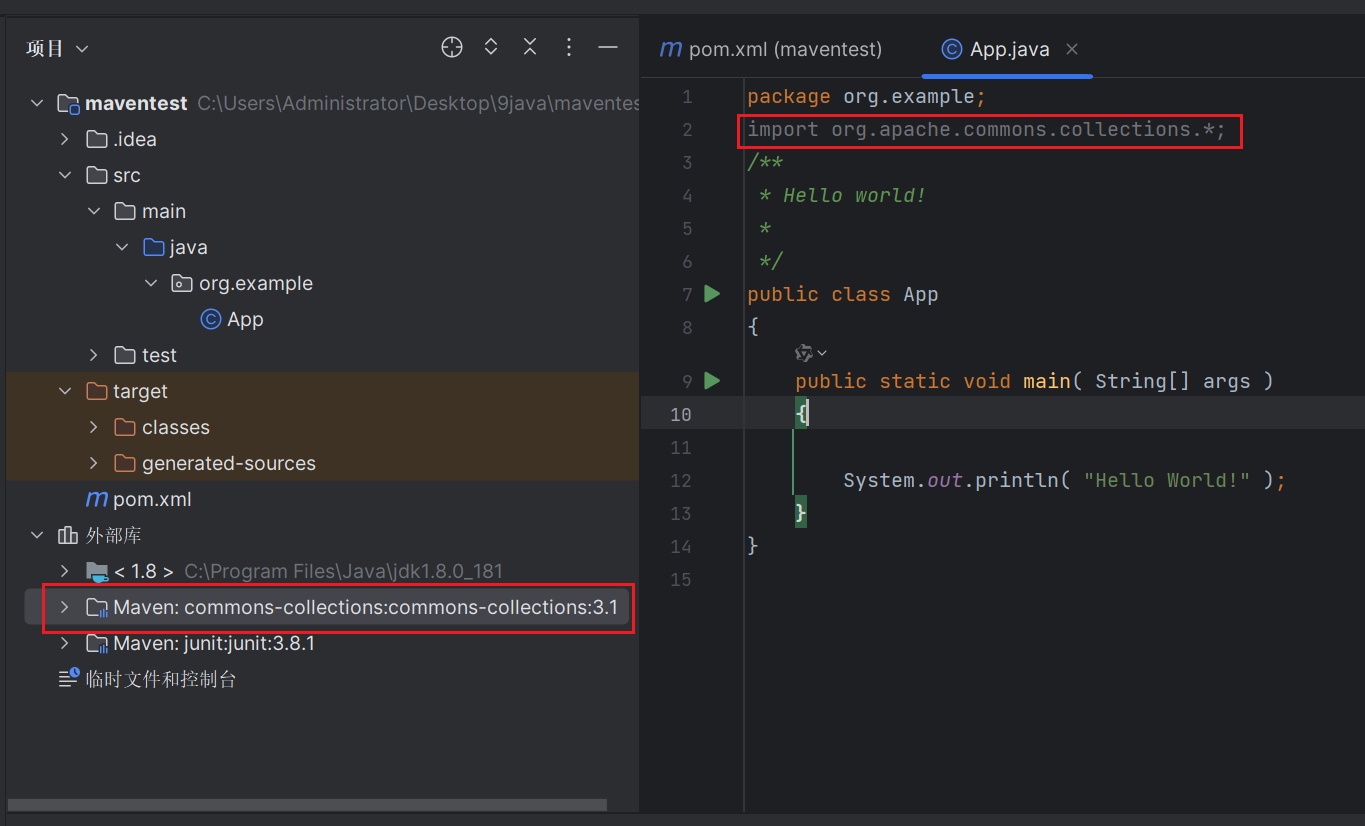 项目
maventest C:\Users\Administrator\Desktop\9java\maventes
.idea
src
main
java
org.example
App
test
target
classes
generated-sources
pom.xml
外部库
< 1.8 > C:\Program Files\Java\jdk1.8.0_181
Maven: commons-collections:commons-collections:3.1
Maven: junit:junit:3.8.1
临时文件和控制台
pom.xml (maventest)
App.java
1 package org.example;
2 import org.apache.commons.collections.*;
3 /**
4 * Hello world!
5 *
6 */
7 public class App
8 {
9 public static void main( String[] args )
10 {
11
12 System.out.println( "Hello World!" );
13 }
14 }
15